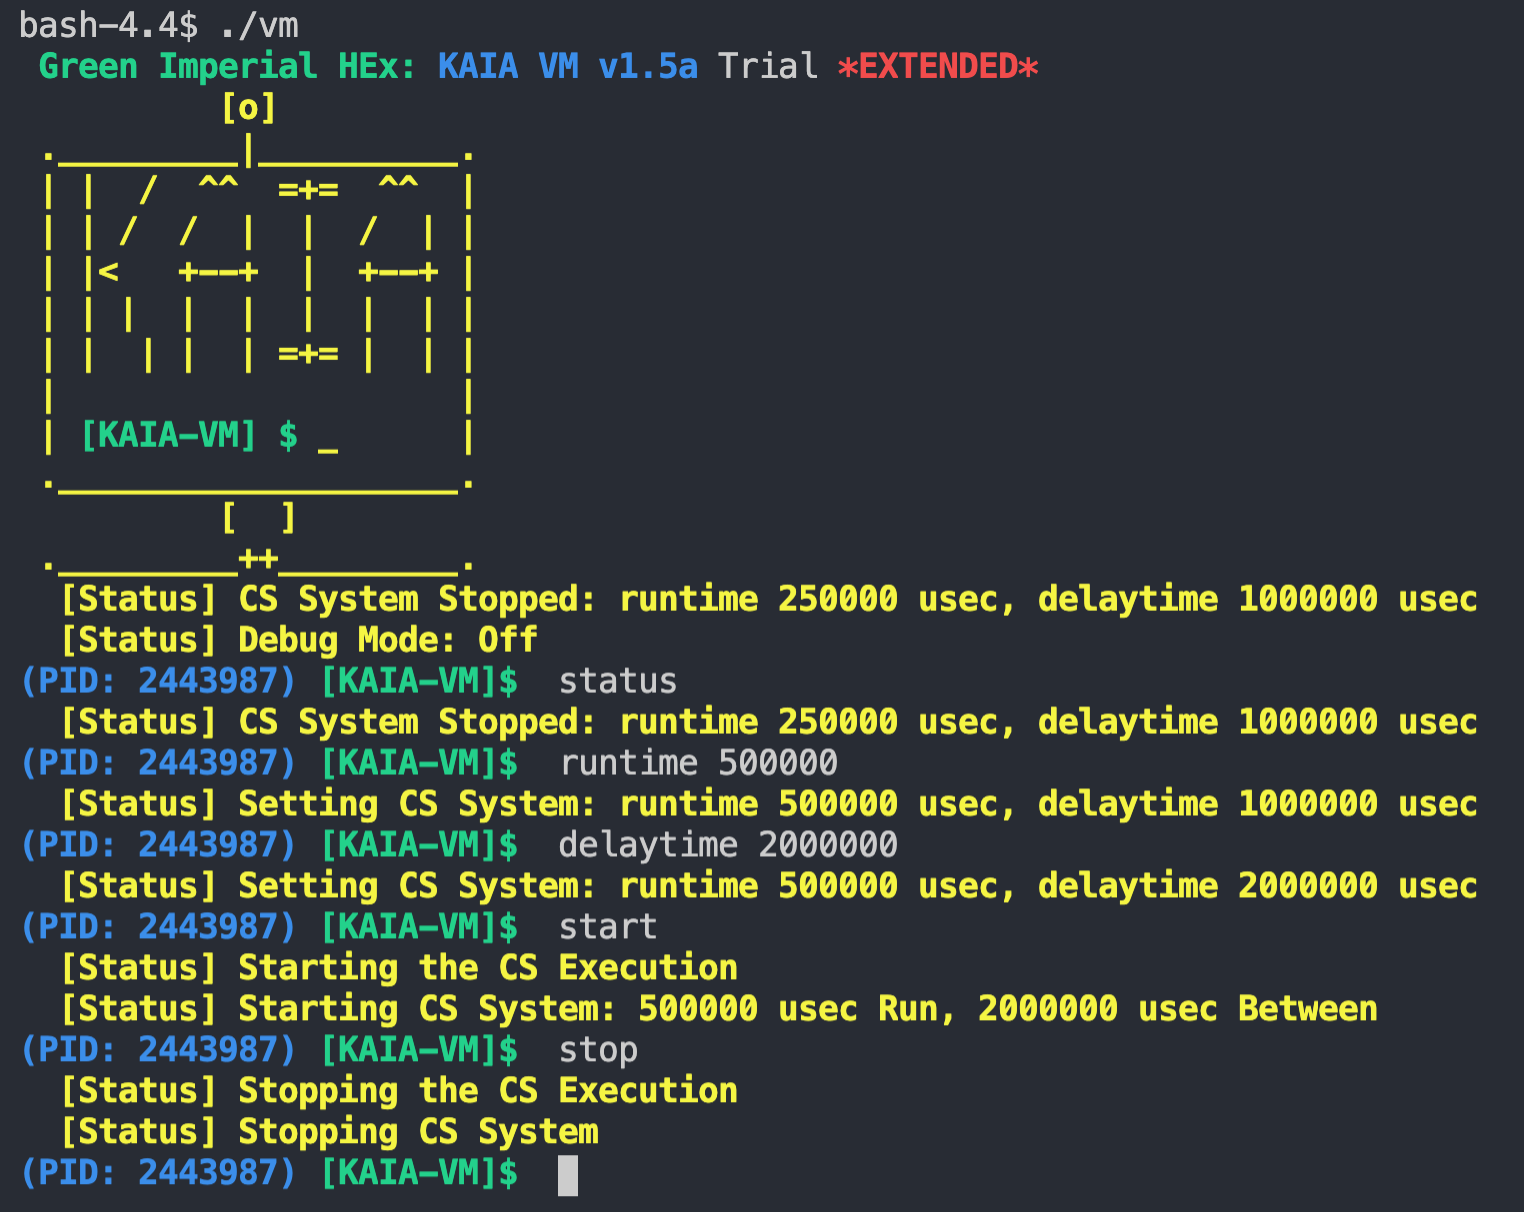 bash-4.4$ ./vm
 Green Imperial HEx: KAIA VM v1.5a Trial *EXTENDED*
          [o]
 ._________|__________.
 | |  /  ^^  =+=  ^^  |
 | | /  /  |  |  /  | |
 | |<   +--+  |  +--+ |
 | | |  |  |  |  |  | |
 | |  | |  | =+= |  | |
 |                    |
 | [KAIA-VM] $ _      |
 .____________________.
          [  ]
 ._________++_________.
  [Status] CS System Stopped: runtime 250000 usec, delaytime 1000000 usec
  [Status] Debug Mode: Off
(PID: 2443987) [KAIA-VM]$  status
  [Status] CS System Stopped: runtime 250000 usec, delaytime 1000000 usec
(PID: 2443987) [KAIA-VM]$  runtime 500000
  [Status] Setting CS System: runtime 500000 usec, delaytime 1000000 usec
(PID: 2443987) [KAIA-VM]$  delaytime 2000000
  [Status] Setting CS System: runtime 500000 usec, delaytime 2000000 usec
(PID: 2443987) [KAIA-VM]$  start
  [Status] Starting the CS Execution
  [Status] Starting CS System: 500000 usec Run, 2000000 usec Between
(PID: 2443987) [KAIA-VM]$  stop
  [Status] Stopping the CS Execution
  [Status] Stopping CS System
(PID: 2443987) [KAIA-VM]$